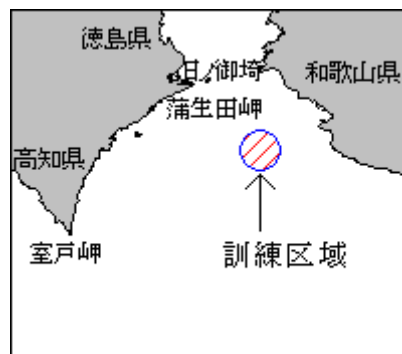 徳島県
日ノ御埼
和歌山県
蒲生田岬
高知県
室戸岬
訓練区域